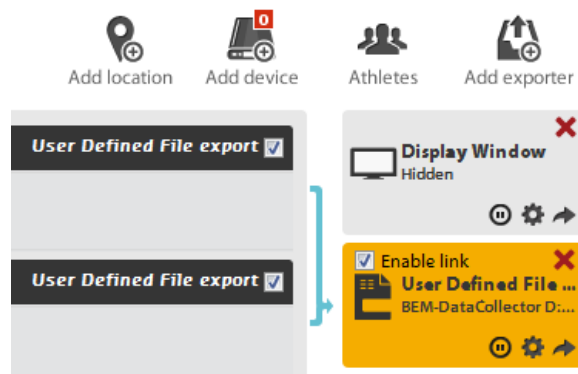 0
Add location
Add device
Athletes
Add exporter
User Defined File export
Display Window
Hidden
Enable link
User Defined File export
User Defined File ...
BEM-DataCollector D:...